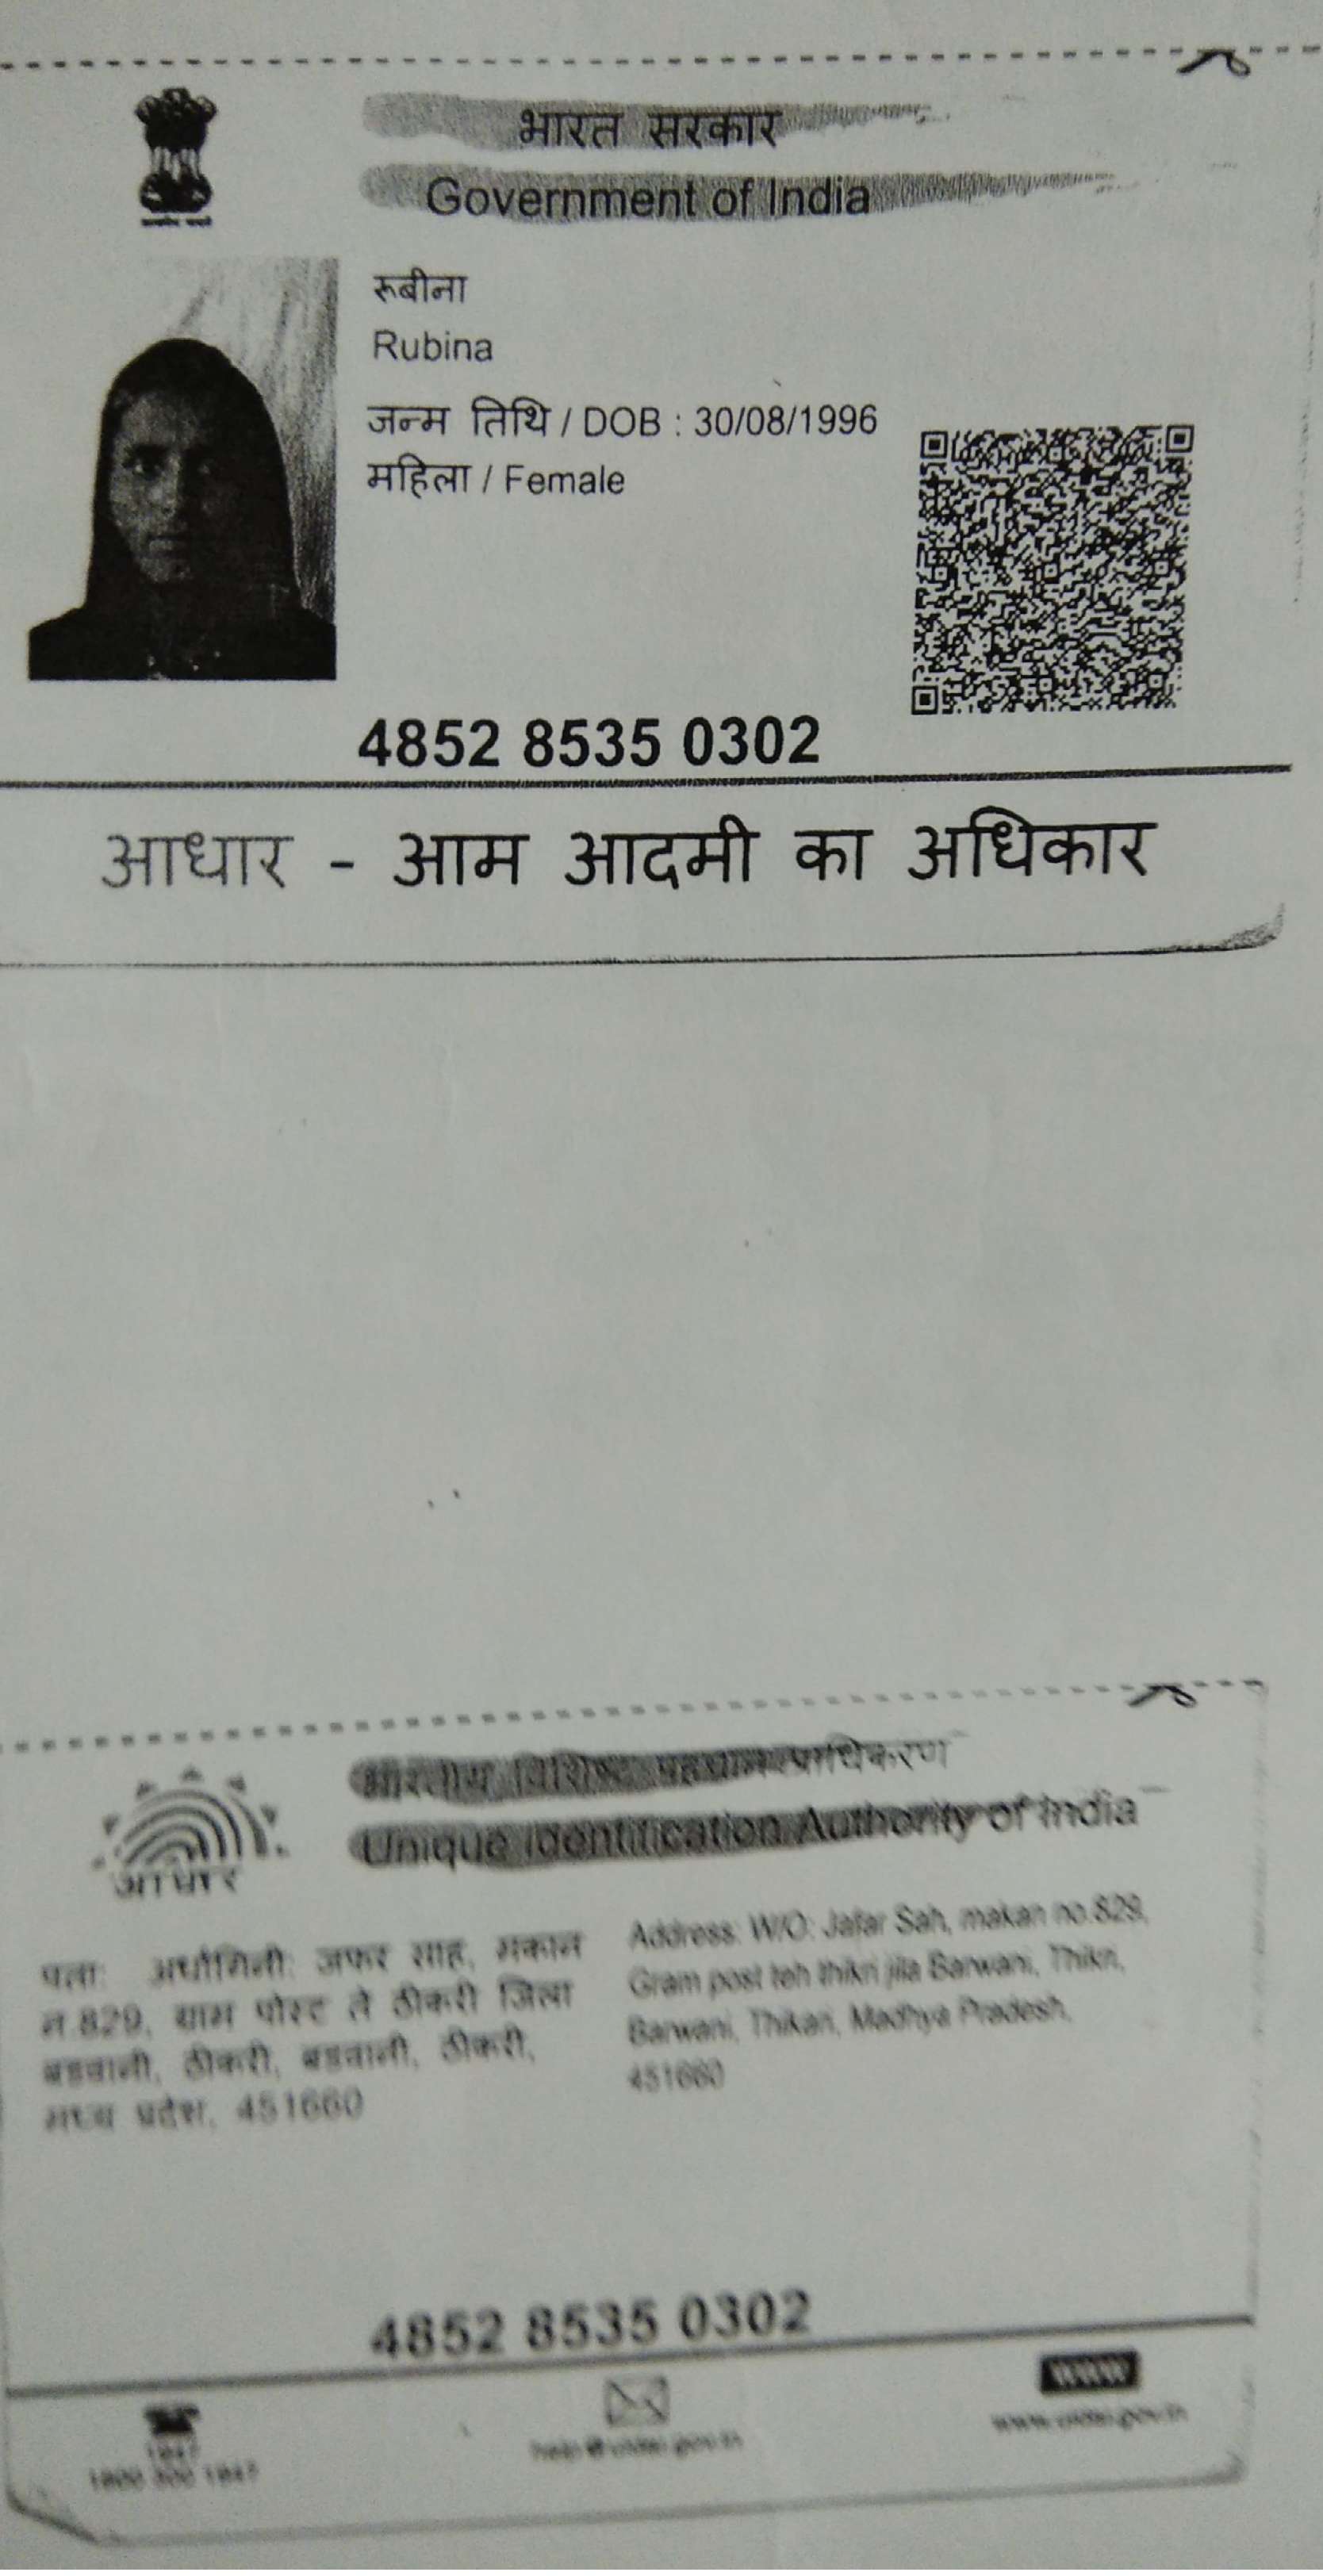 भारत सरकार
Government of India
रूबीना
Rubina
जन्म तिथि / DOB : 30/08/1996
महिला / Female
4852 8535 0302
आधार - आम आदमी का अधिकार
भारतीय विशिष्ट पहचान प्राधिकरण
Unique Identification Authority of India
आधार
पता: अर्धांगिनी: जफर साह, मकान
न.829, ग्राम पोस्ट ते ठीकरी जिला
बडवानी, ठीकरी, बडवानी, ठीकरी,
मध्य प्रदेश, 451660
Address: W/O: Jafar Sah, makan no.829,
Gram post teh thikri jila Barwani, Thikri,
Barwani, Thikari, Madhya Pradesh,
451660
4852 8535 0302
1947
1800 300 1947
help@uidai.gov.in
www
www.uidai.gov.in